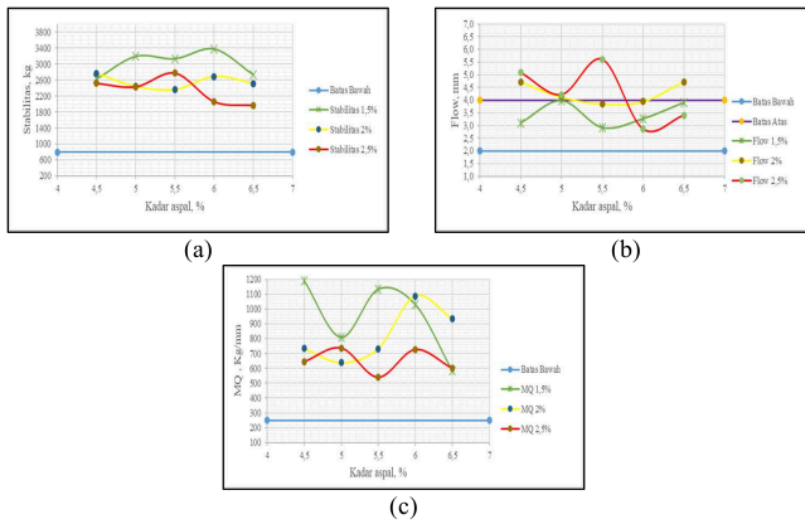 Stabilitas, kg
3800
3400
3000
2600
2200
1800
1400
1000
600
200
4 4,5 5 5,5 6 6,5 7
Kadar aspal, %
Batas Bawah
Stabilitas 1,5%
Stabilitas 2%
Stabilitas 2,5%
(a)
Flow, mm
7,0
6,5
6,0
5,5
5,0
4,5
4,0
3,5
3,0
2,5
2,0
1,5
1,0
4 4,5 5 5,5 6 6,5 7
Kadar aspal, %
Batas Bawah
Batas Atas
Flow 1,5%
Flow 2%
Flow 2,5%
(b)
MQ , Kg/mm
1200
1100
1000
900
800
700
600
500
400
300
200
100
4 4,5 5 5,5 6 6,5 7
Kadar aspal, %
Batas Bawah
MQ 1,5%
MQ 2%
MQ 2,5%
(c)